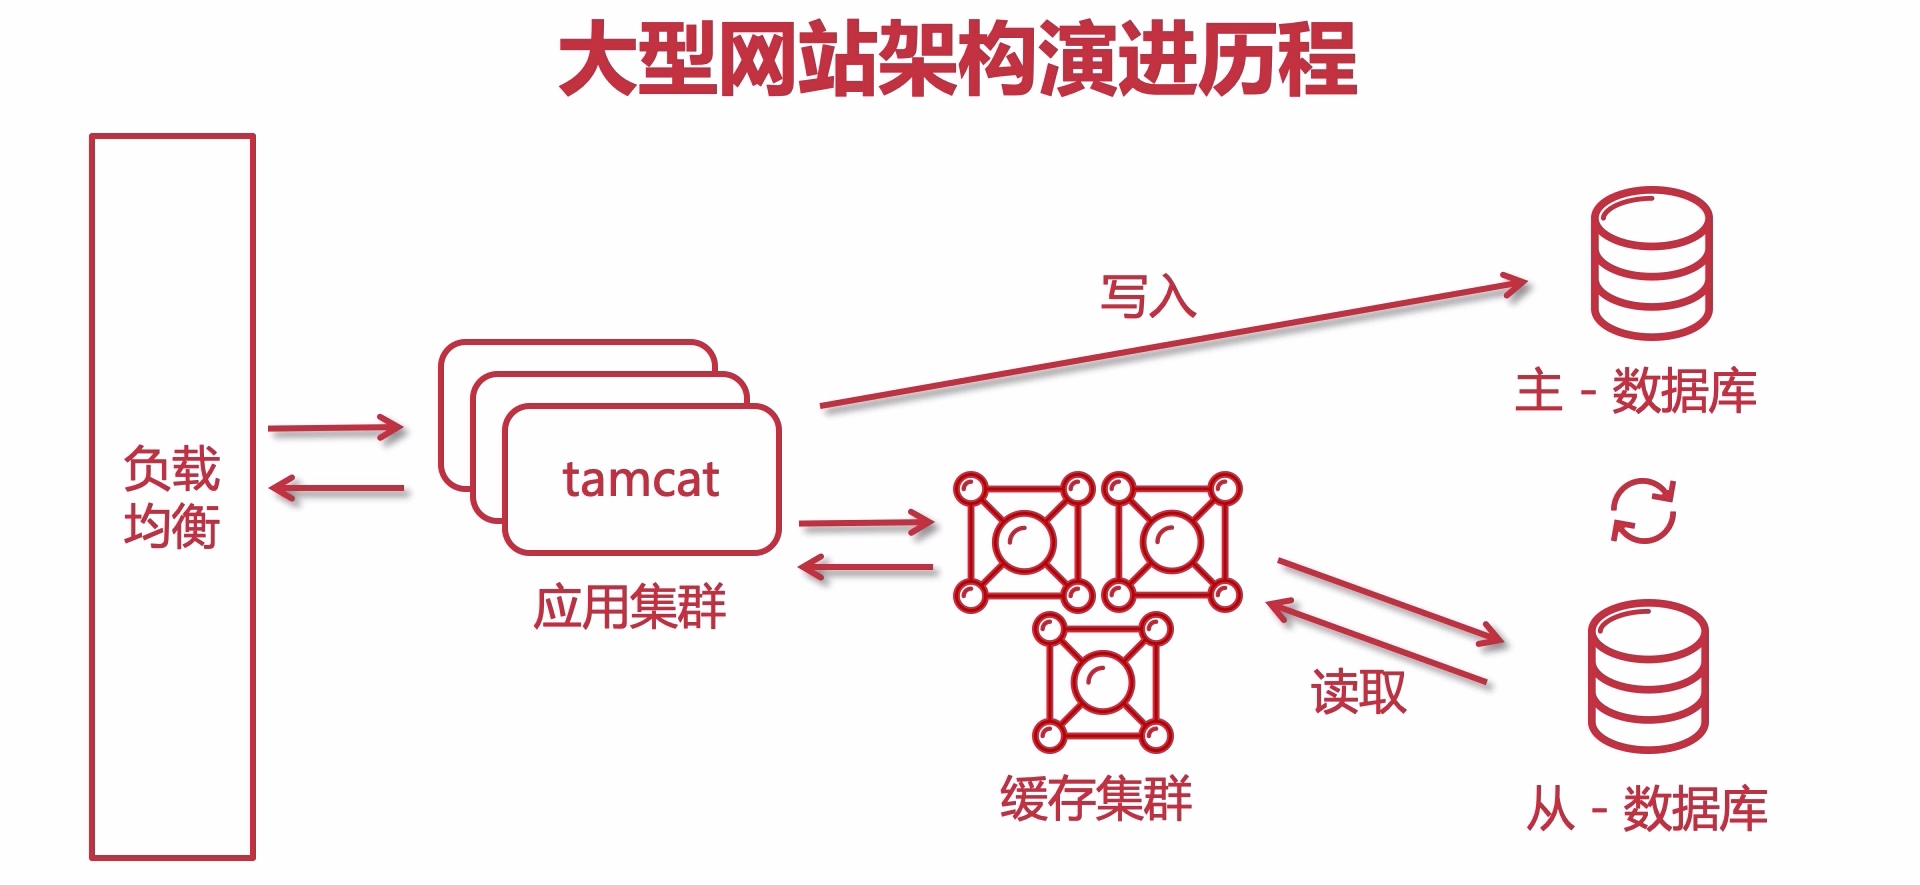 大型网站架构演进历程
负载
均衡
tamcat
应用集群
写入
缓存集群
读取
主 - 数据库
从 - 数据库